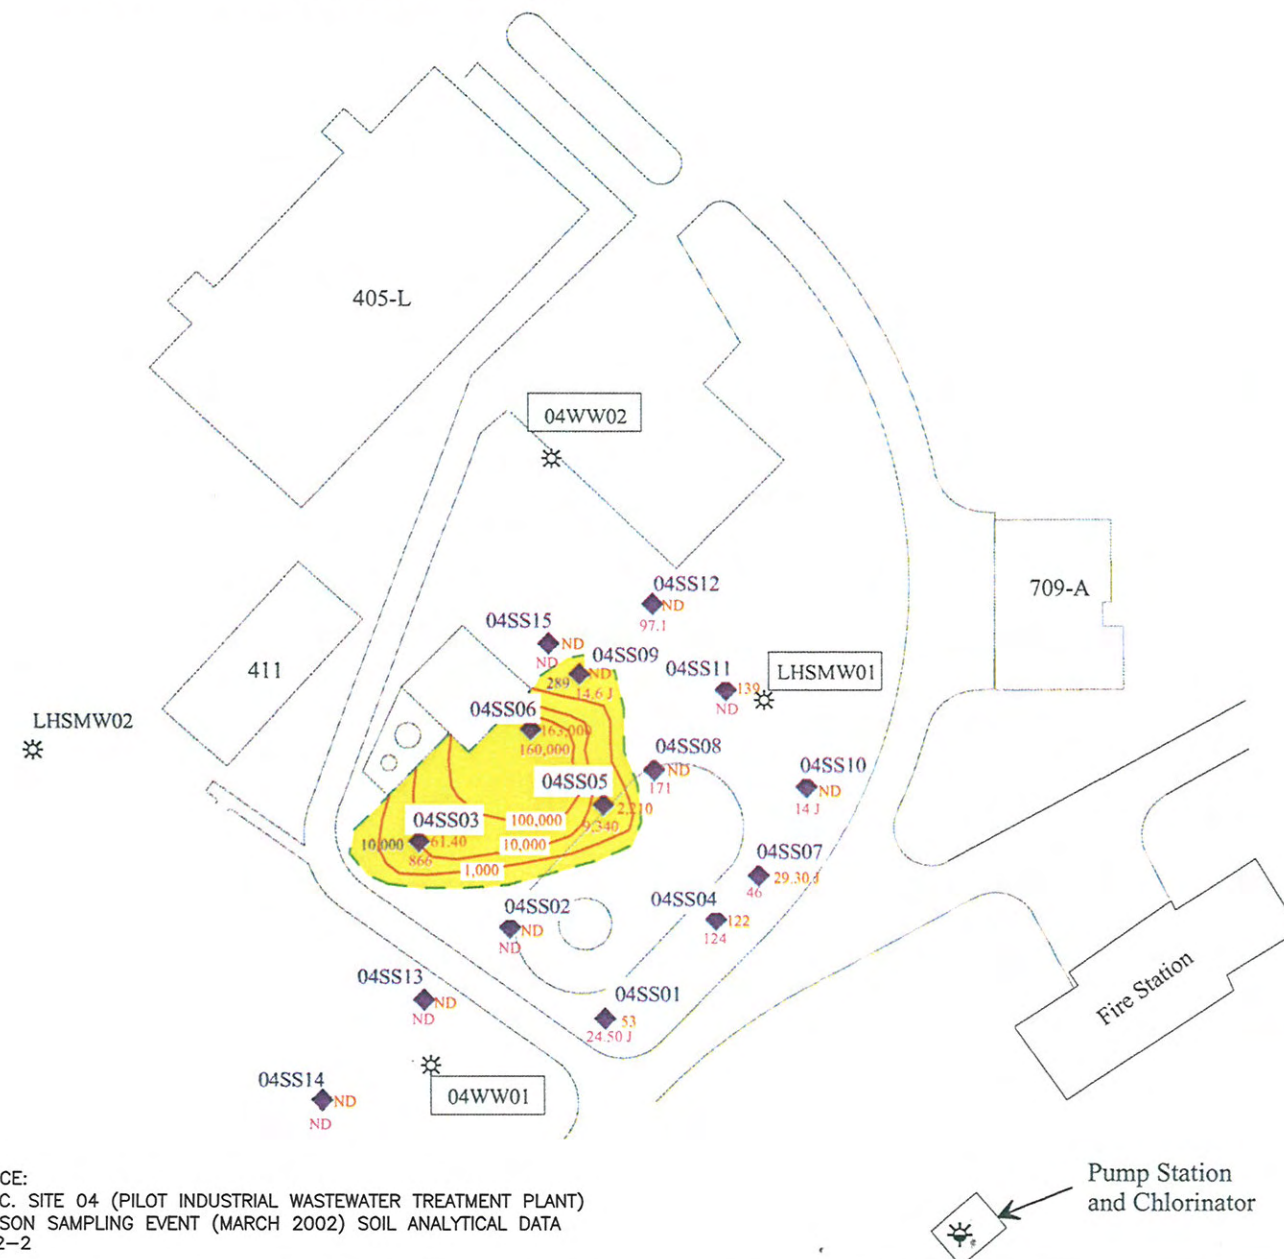 405-L
04WW02
04SS12
ND
97.1
709-A
04SS15
ND
ND
04SS09
ND
289
14.6 J
04SS11
139
ND
LHSMW01
411
LHSMW02
04SS06
163,000
160,000
04SS08
ND
171
04SS05
2,210
9,340
04SS10
ND
14 J
04SS03
10,000
61.40
866
100,000
10,000
1,000
04SS07
29.30 J
46
04SS04
122
124
04SS02
ND
ND
04SS13
ND
ND
04SS01
53
24.50 J
Fire Station
04SS14
ND
ND
04WW01
CE:
C. SITE 04 (PILOT INDUSTRIAL WASTEWATER TREATMENT PLANT)
SON SAMPLING EVENT (MARCH 2002) SOIL ANALYTICAL DATA
2-2
Pump Station
and Chlorinator